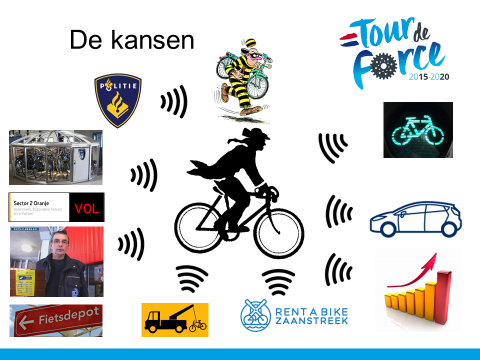 De kansen
Tour de
force
2015-2020
POLITIE
Sector 2 Oranje
VOL
Fietsdepot
RENT A BIKE
ZAANSTREEK